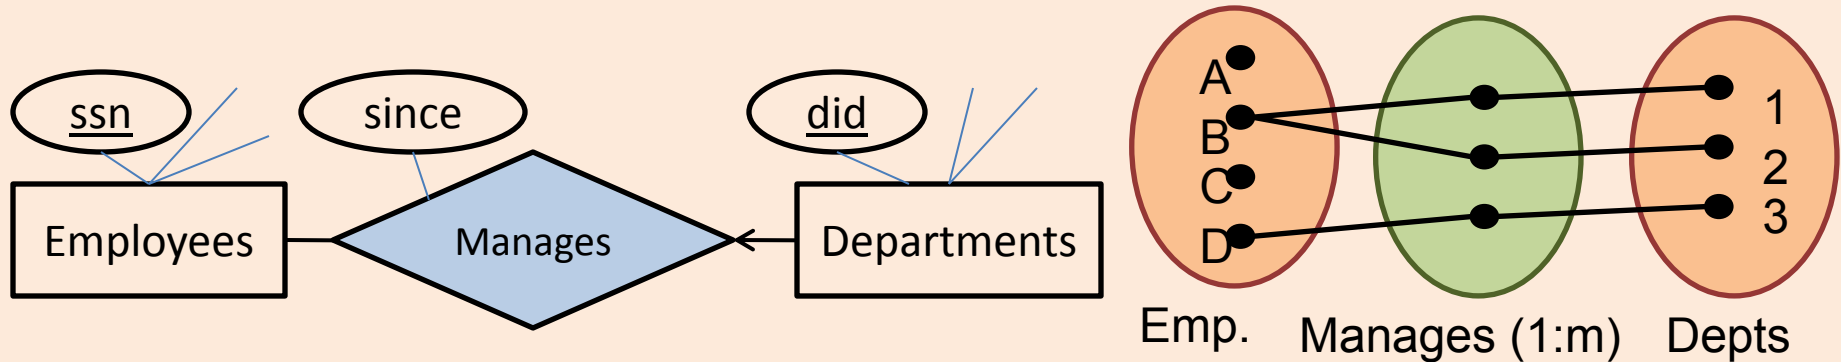 ssn
since
did
Employees
Manages
Departments
A
B
C
D
1
2
3
Emp.
Manages (1:m)
Depts